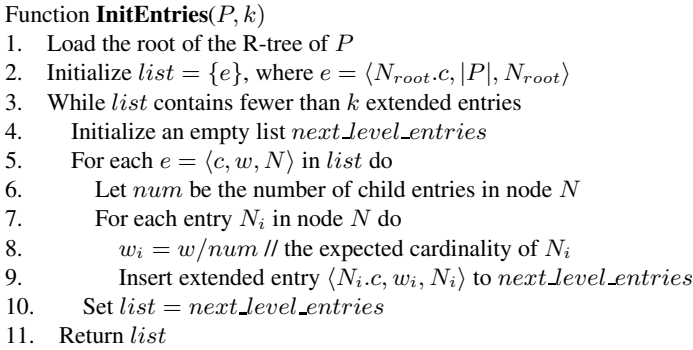 Function InitEntries(P, k)
1. Load the root of the R-tree of P
2. Initialize list = {e}, where e = ⟨N_root.c, |P|, N_root⟩
3. While list contains fewer than k extended entries
4. Initialize an empty list next_level_entries
5. For each e = ⟨c, w, N⟩ in list do
6. Let num be the number of child entries in node N
7. For each entry N_i in node N do
8. w_i = w/num // the expected cardinality of N_i
9. Insert extended entry ⟨N_i.c, w_i, N_i⟩ to next_level_entries
10. Set list = next_level_entries
11. Return list